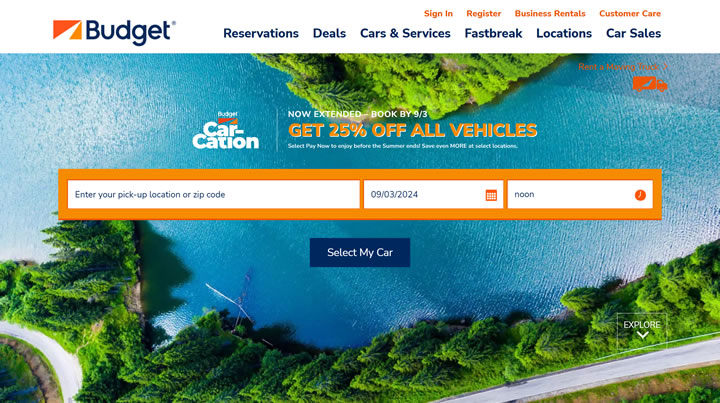 Sign In Register Business Rentals Customer Care
Budget®
Reservations Deals Cars & Services Fastbreak Locations Car Sales
Budget
Car-
Cation
NOW EXTENDED - BOOK BY 9/3
GET 25% OFF ALL VEHICLES
Select Pay Now to enjoy before the Summer ends! Save even MORE at select locations.
Enter your pick-up location or zip code
09/03/2024
noon
Select My Car
EXPLORE